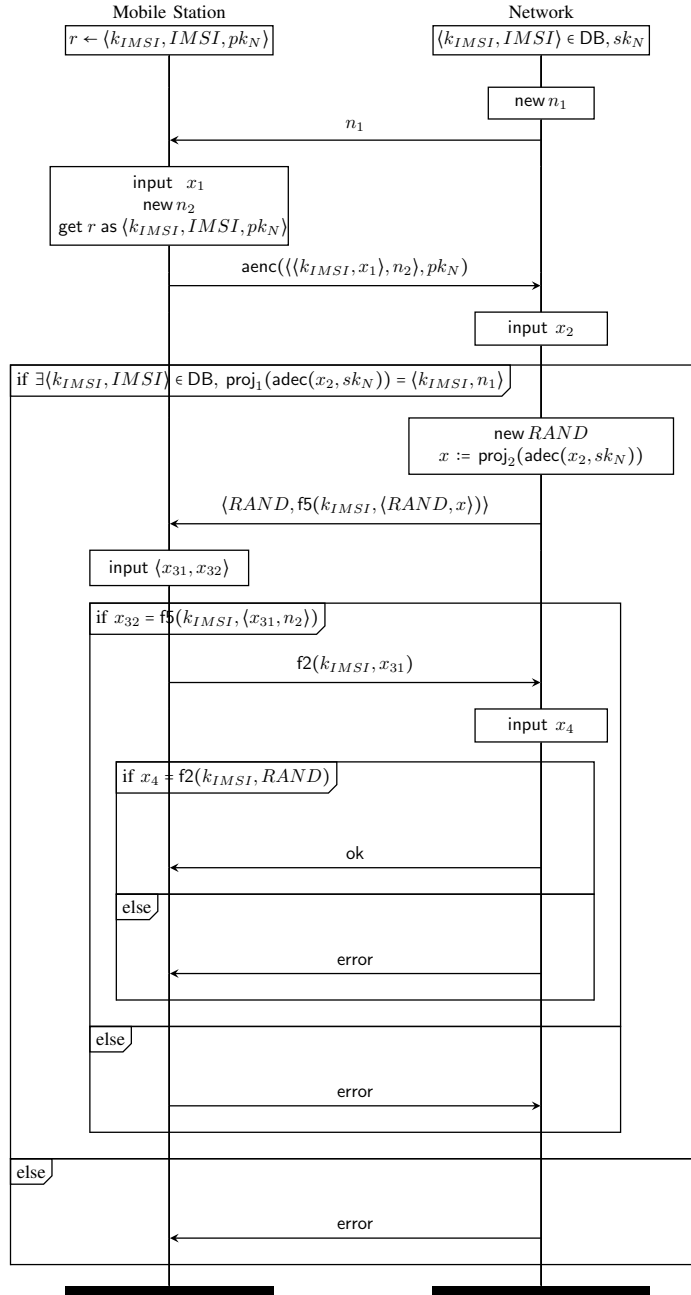 Mobile Station
Network
r ← ⟨k_IMSI, IMSI, pk_N⟩
⟨k_IMSI, IMSI⟩ ∈ DB, sk_N
new n_1
n_1
input x_1
new n_2
get r as ⟨k_IMSI, IMSI, pk_N⟩
aenc(⟨⟨k_IMSI, x_1⟩, n_2⟩, pk_N)
input x_2
if ∃⟨k_IMSI, IMSI⟩ ∈ DB, proj_1(adec(x_2, sk_N)) = ⟨k_IMSI, n_1⟩
new RAND
x := proj_2(adec(x_2, sk_N))
⟨RAND, f5(k_IMSI, ⟨RAND, x⟩)⟩
input ⟨x_31, x_32⟩
if x_32 = f5(k_IMSI, ⟨x_31, n_2⟩)
f2(k_IMSI, x_31)
input x_4
if x_4 = f2(k_IMSI, RAND)
ok
else
error
else
error
else
error